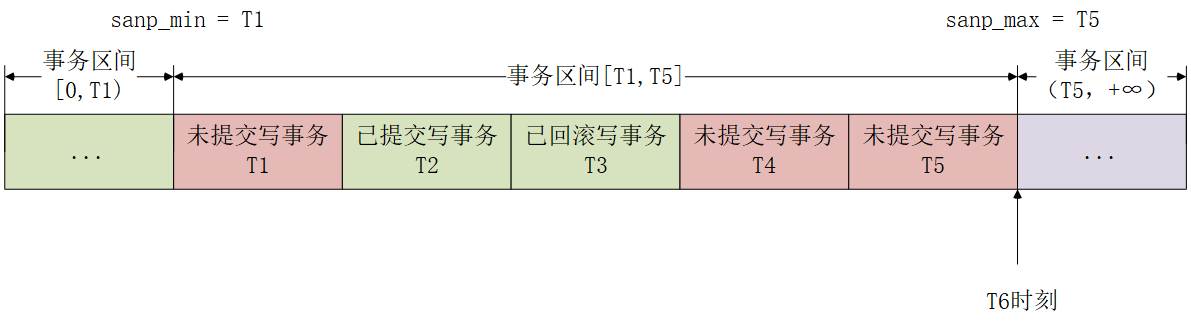 sanp_min = T1
sanp_max = T5
事务区间
[0,T1)
事务区间[T1,T5]
事务区间
（T5，+∞）
...
未提交写事务
T1
已提交写事务
T2
已回滚写事务
T3
未提交写事务
T4
未提交写事务
T5
...
T6时刻